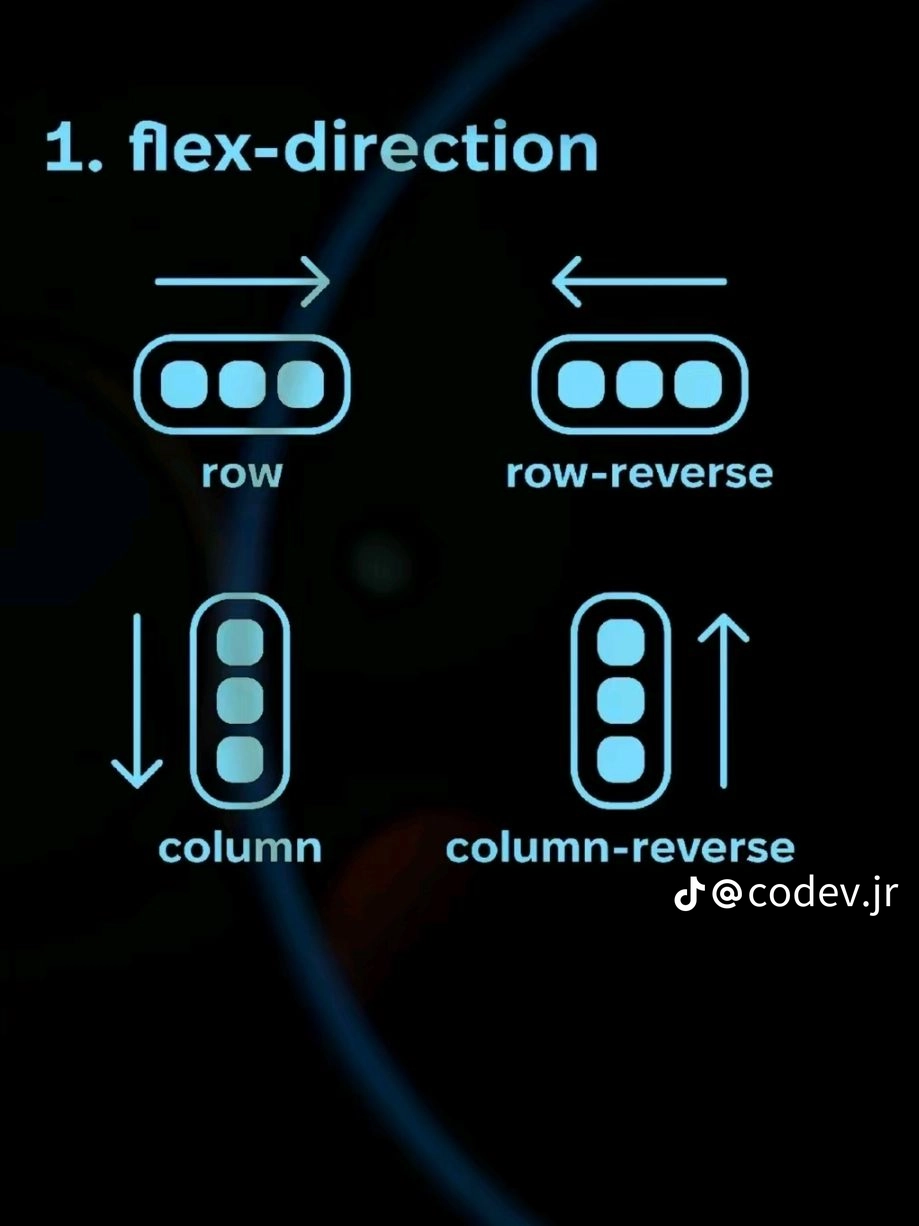 1. flex-direction
row
row-reverse
column
column-reverse
@codev.jr